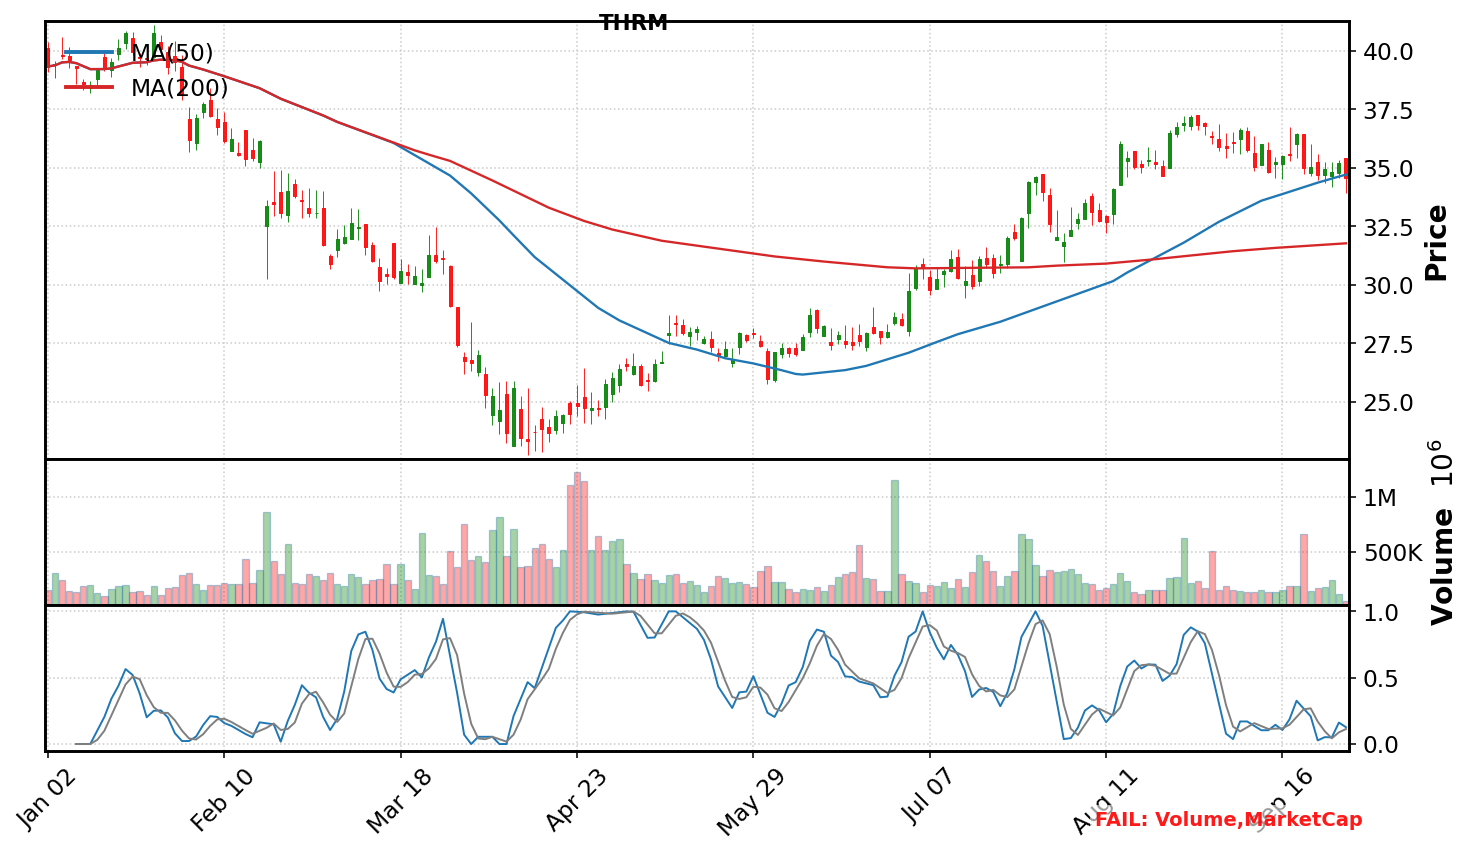 THRM
MA(50)
MA(200)
40.0
37.5
35.0
32.5
30.0
27.5
25.0
Price
1M
500K
Volume 10^6
1.0
0.5
0.0
Jan 02
Feb 10
Mar 18
Apr 23
May 29
Jul 07
Aug 11
Sep 16
FAIL: Volume,MarketCap